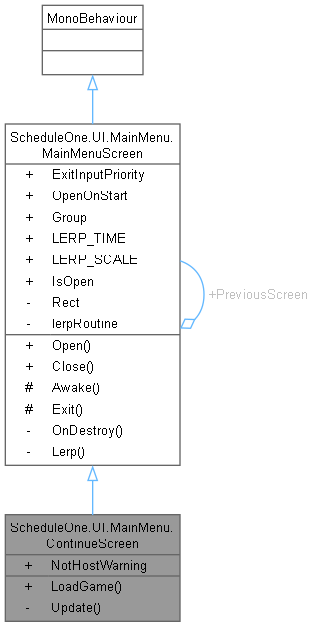 MonoBehaviour
ScheduleOne.UI.MainMenu.
MainMenuScreen
+ ExitInputPriority
+ OpenOnStart
+ Group
+ LERP_TIME
+ LERP_SCALE
+ IsOpen
- Rect
- lerpRoutine
+PreviousScreen
+ Open()
+ Close()
# Awake()
# Exit()
- OnDestroy()
- Lerp()
ScheduleOne.UI.MainMenu.
ContinueScreen
+ NotHostWarning
+ LoadGame()
- Update()